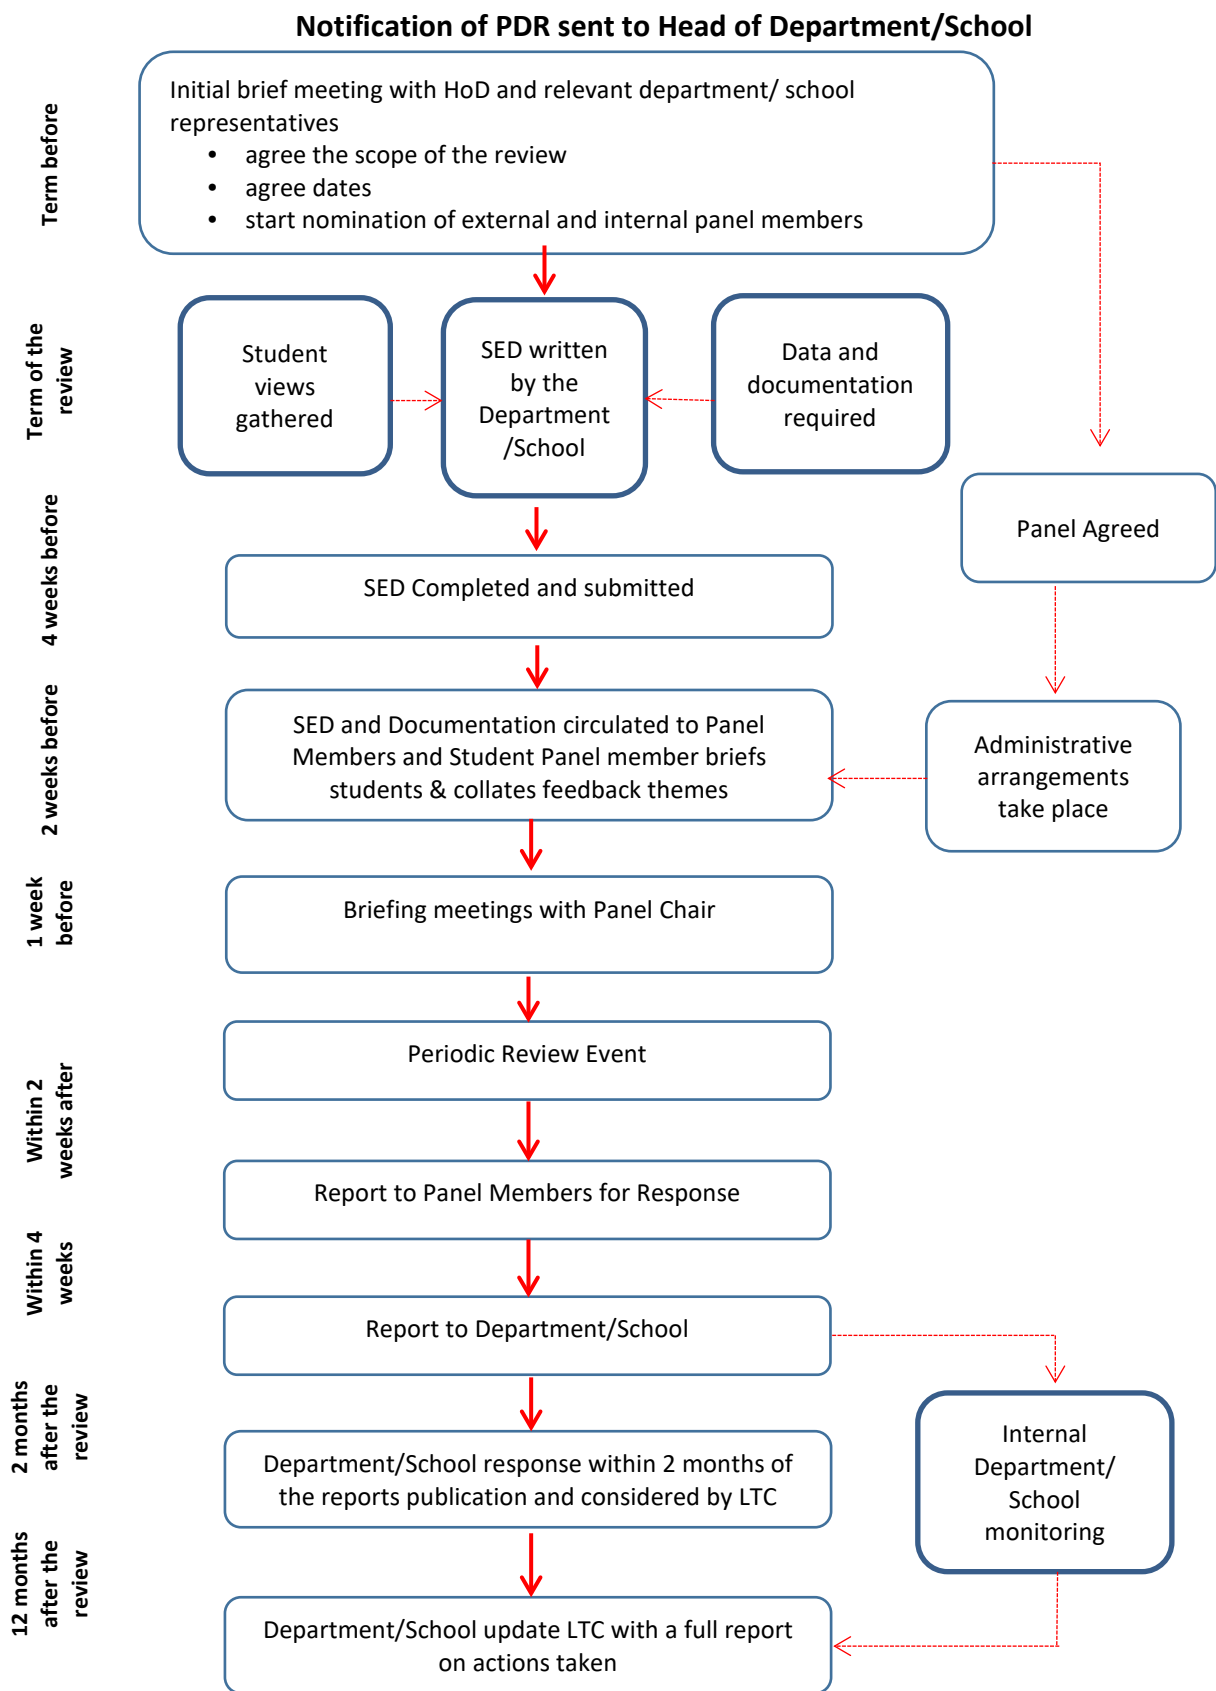 Notification of PDR sent to Head of Department/School
Term before
Initial brief meeting with HoD and relevant department/ school
representatives
• agree the scope of the review
• agree dates
• start nomination of external and internal panel members
Term of the
review
Student
views
gathered
SED written
by the
Department
/School
Data and
documentation
required
4 weeks before
Panel Agreed
SED Completed and submitted
2 weeks before
SED and Documentation circulated to Panel
Members and Student Panel member briefs
students & collates feedback themes
Administrative
arrangements
take place
1 week
before
Briefing meetings with Panel Chair
Periodic Review Event
Within 2
weeks after
Report to Panel Members for Response
Within 4
weeks
Report to Department/School
2 months
after the
review
Department/School response within 2 months of
the reports publication and considered by LTC
Internal
Department/
School
monitoring
12 months
after the
review
Department/School update LTC with a full report
on actions taken